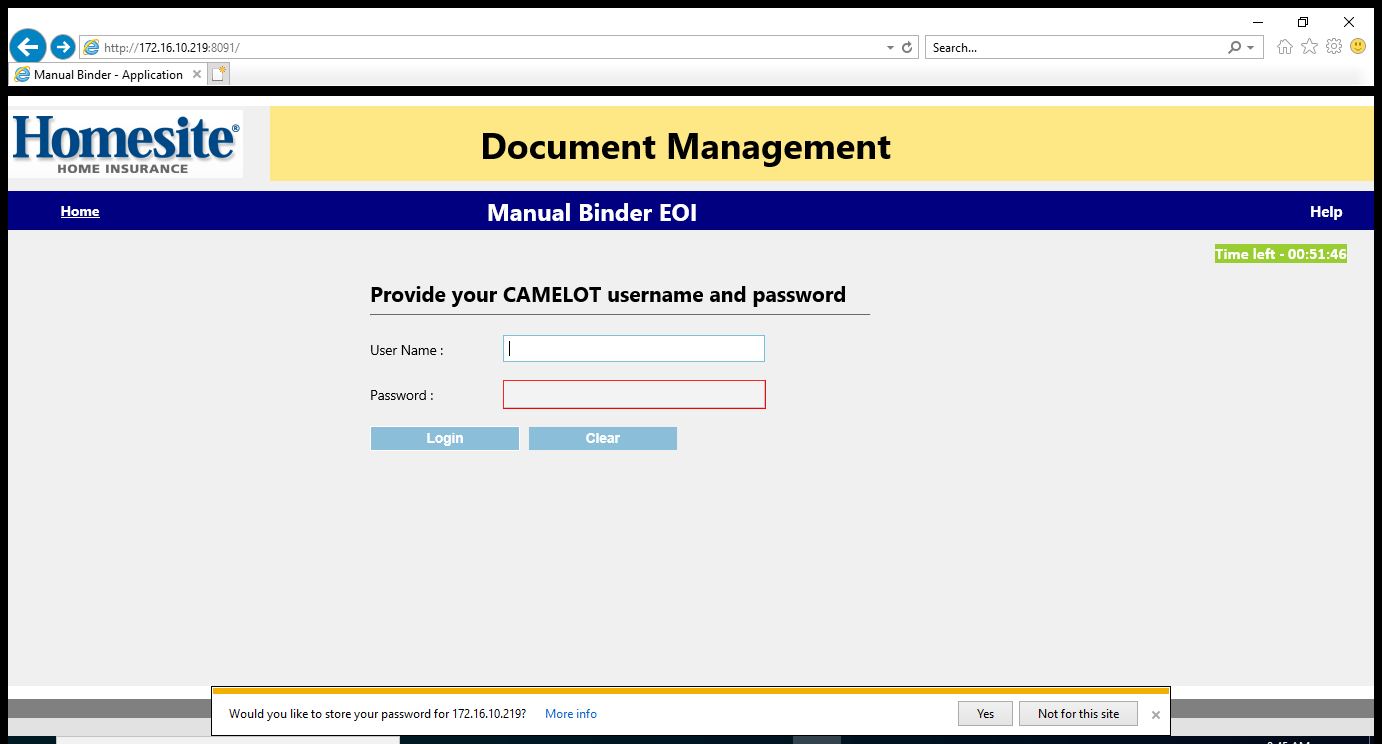 http://172.16.10.219:8091/
Search...
Manual Binder - Application
Homesite®
HOME INSURANCE
Document Management
Home
Manual Binder EOI
Help
Time left - 00:51:46
Provide your CAMELOT username and password
User Name :
Password :
Login
Clear
Would you like to store your password for 172.16.10.219?
More info
Yes
Not for this site